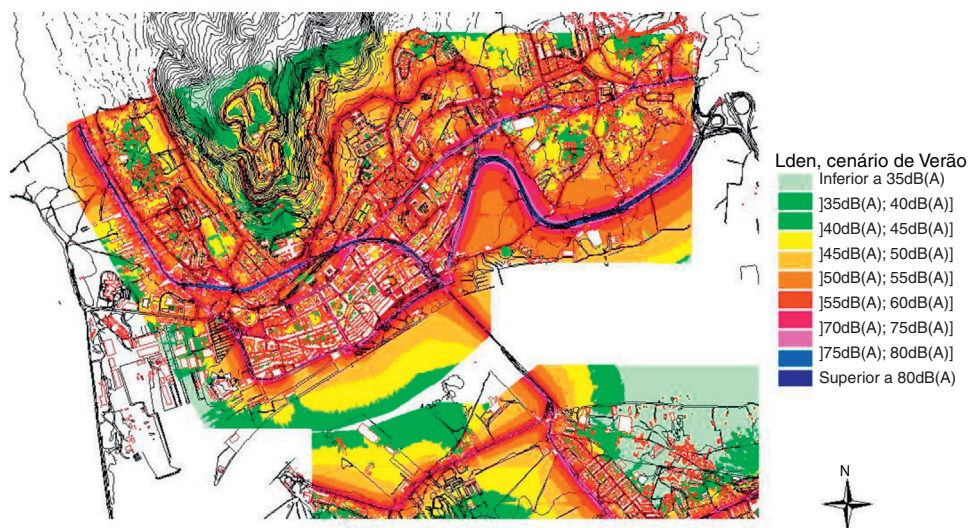 Lden, cenário de Verão
Inferior a 35dB(A)
]35dB(A); 40dB(A)]
]40dB(A); 45dB(A)]
]45dB(A); 50dB(A)]
]50dB(A); 55dB(A)]
]55dB(A); 60dB(A)]
]70dB(A); 75dB(A)]
]75dB(A); 80dB(A)]
Superior a 80dB(A)
N